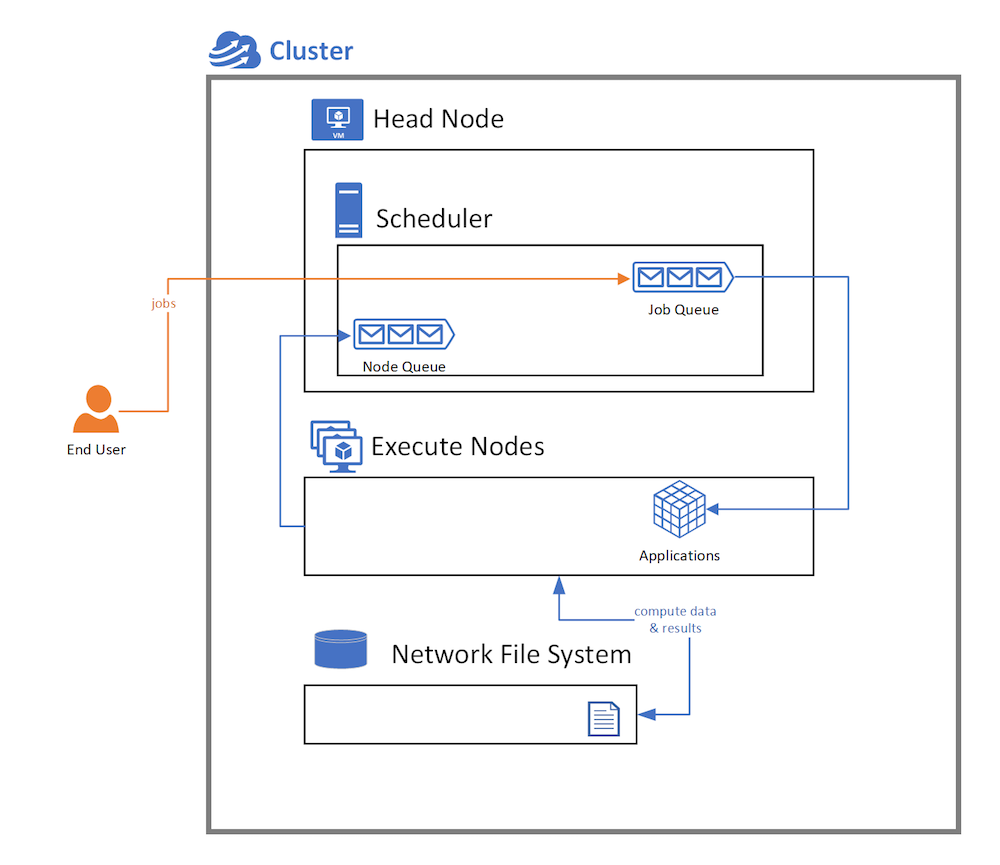 Cluster
VM
Head Node
Scheduler
jobs
Job Queue
Node Queue
End User
Execute Nodes
Applications
compute data
& results
Network File System